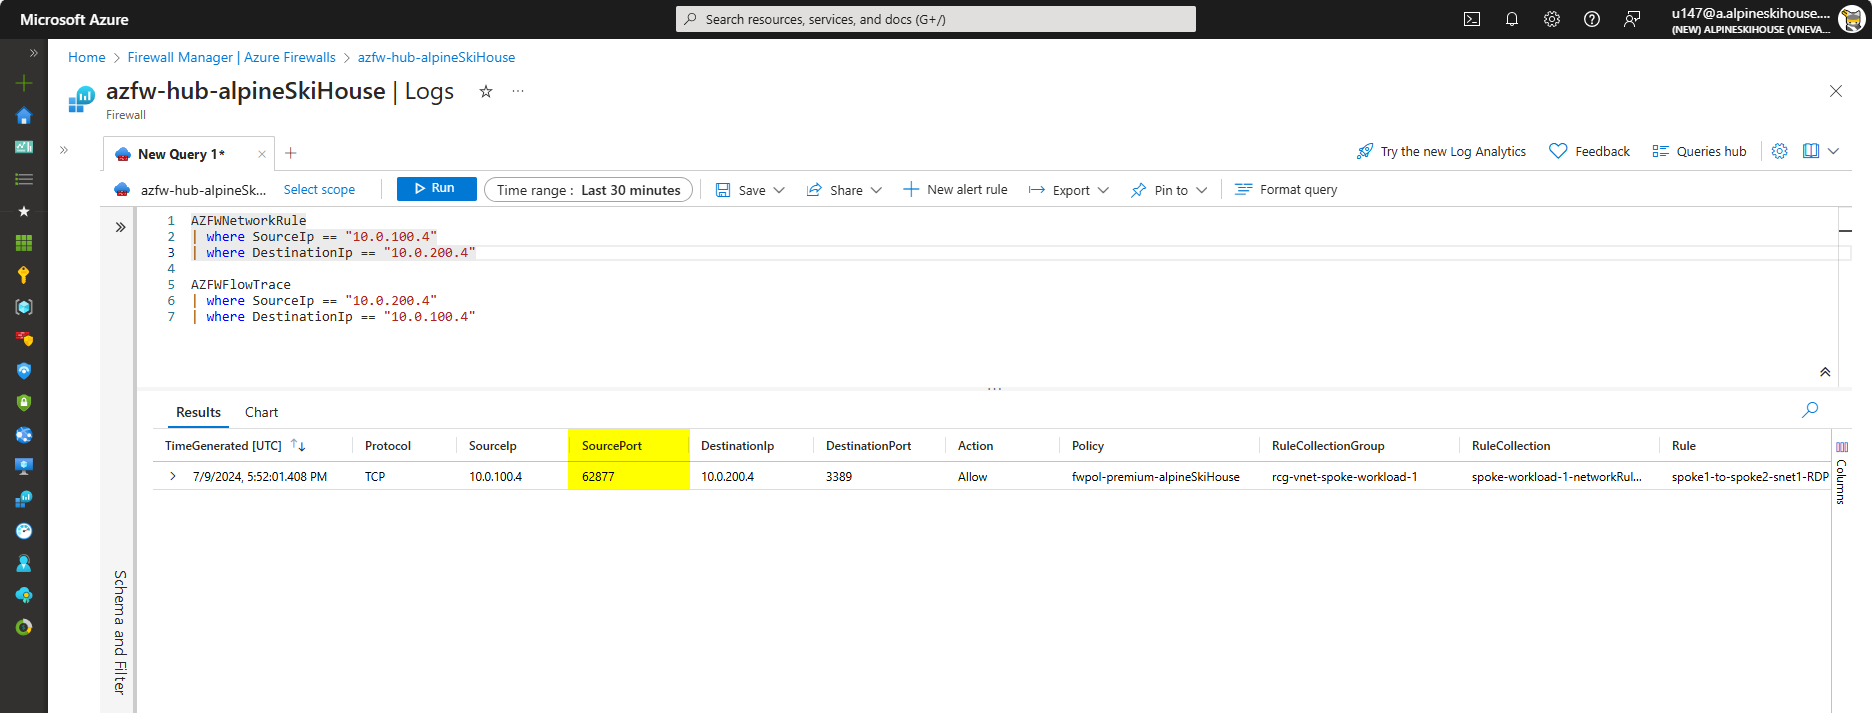 Microsoft Azure
Search resources, services, and docs (G+/)
u147@a.alpineskihouse....
(NEW) ALPINESKIHOUSE (VNEVA...
Home > Firewall Manager | Azure Firewalls > azfw-hub-alpineSkiHouse
azfw-hub-alpineSkiHouse | Logs
Firewall
New Query 1*
Try the new Log Analytics
Feedback
Queries hub
azfw-hub-alpineSk...
Select scope
Run
Time range : Last 30 minutes
Save
Share
New alert rule
Export
Pin to
Format query
1 AZFWNetworkRule
2 | where SourceIp == "10.0.100.4"
3 | where DestinationIp == "10.0.200.4"
4
5 AZFWFlowTrace
6 | where SourceIp == "10.0.200.4"
7 | where DestinationIp == "10.0.100.4"
Schema and Filter
Results Chart
TimeGenerated [UTC] Protocol SourceIp SourcePort DestinationIp DestinationPort Action Policy RuleCollectionGroup RuleCollection Rule
7/9/2024, 5:52:01.408 PM TCP 10.0.100.4 62877 10.0.200.4 3389 Allow fwpol-premium-alpineSkiHouse rcg-vnet-spoke-workload-1 spoke-workload-1-networkRul... spoke1-to-spoke2-snet1-RDP
Columns